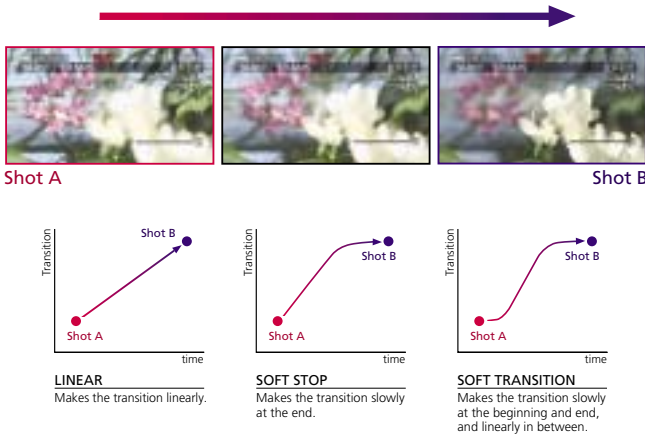 Shot A
Shot B
Transition
Shot B
Shot A
time
LINEAR
Makes the transition linearly.
Transition
Shot B
Shot A
time
SOFT STOP
Makes the transition slowly
at the end.
Transition
Shot B
Shot A
time
SOFT TRANSITION
Makes the transition slowly
at the beginning and end,
and linearly in between.